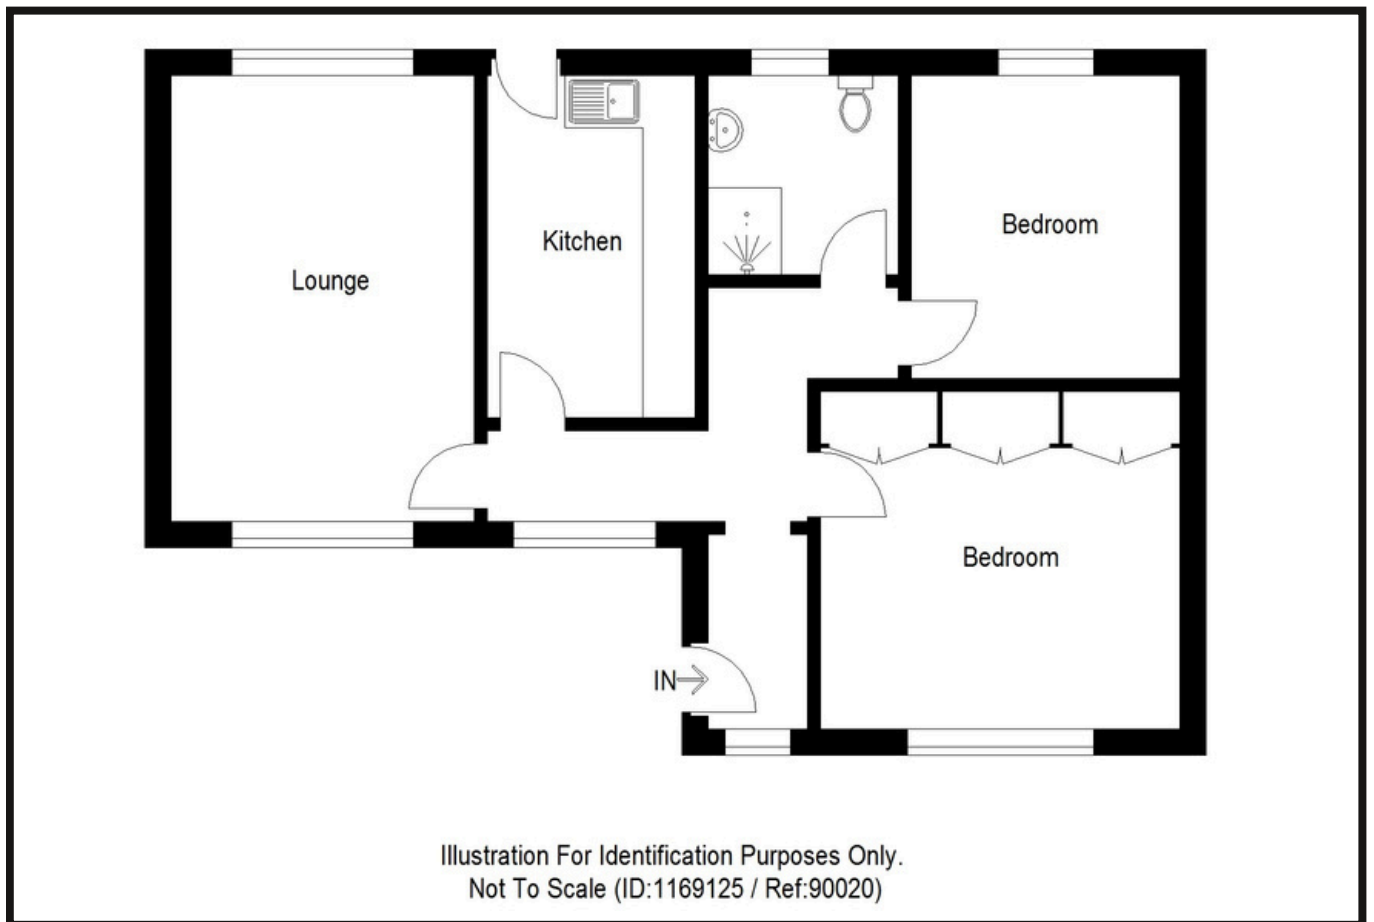 Bedroom
Kitchen
Lounge
Bedroom
IN
Illustration For Identification Purposes Only.
Not To Scale (ID:1169125 / Ref:90020)